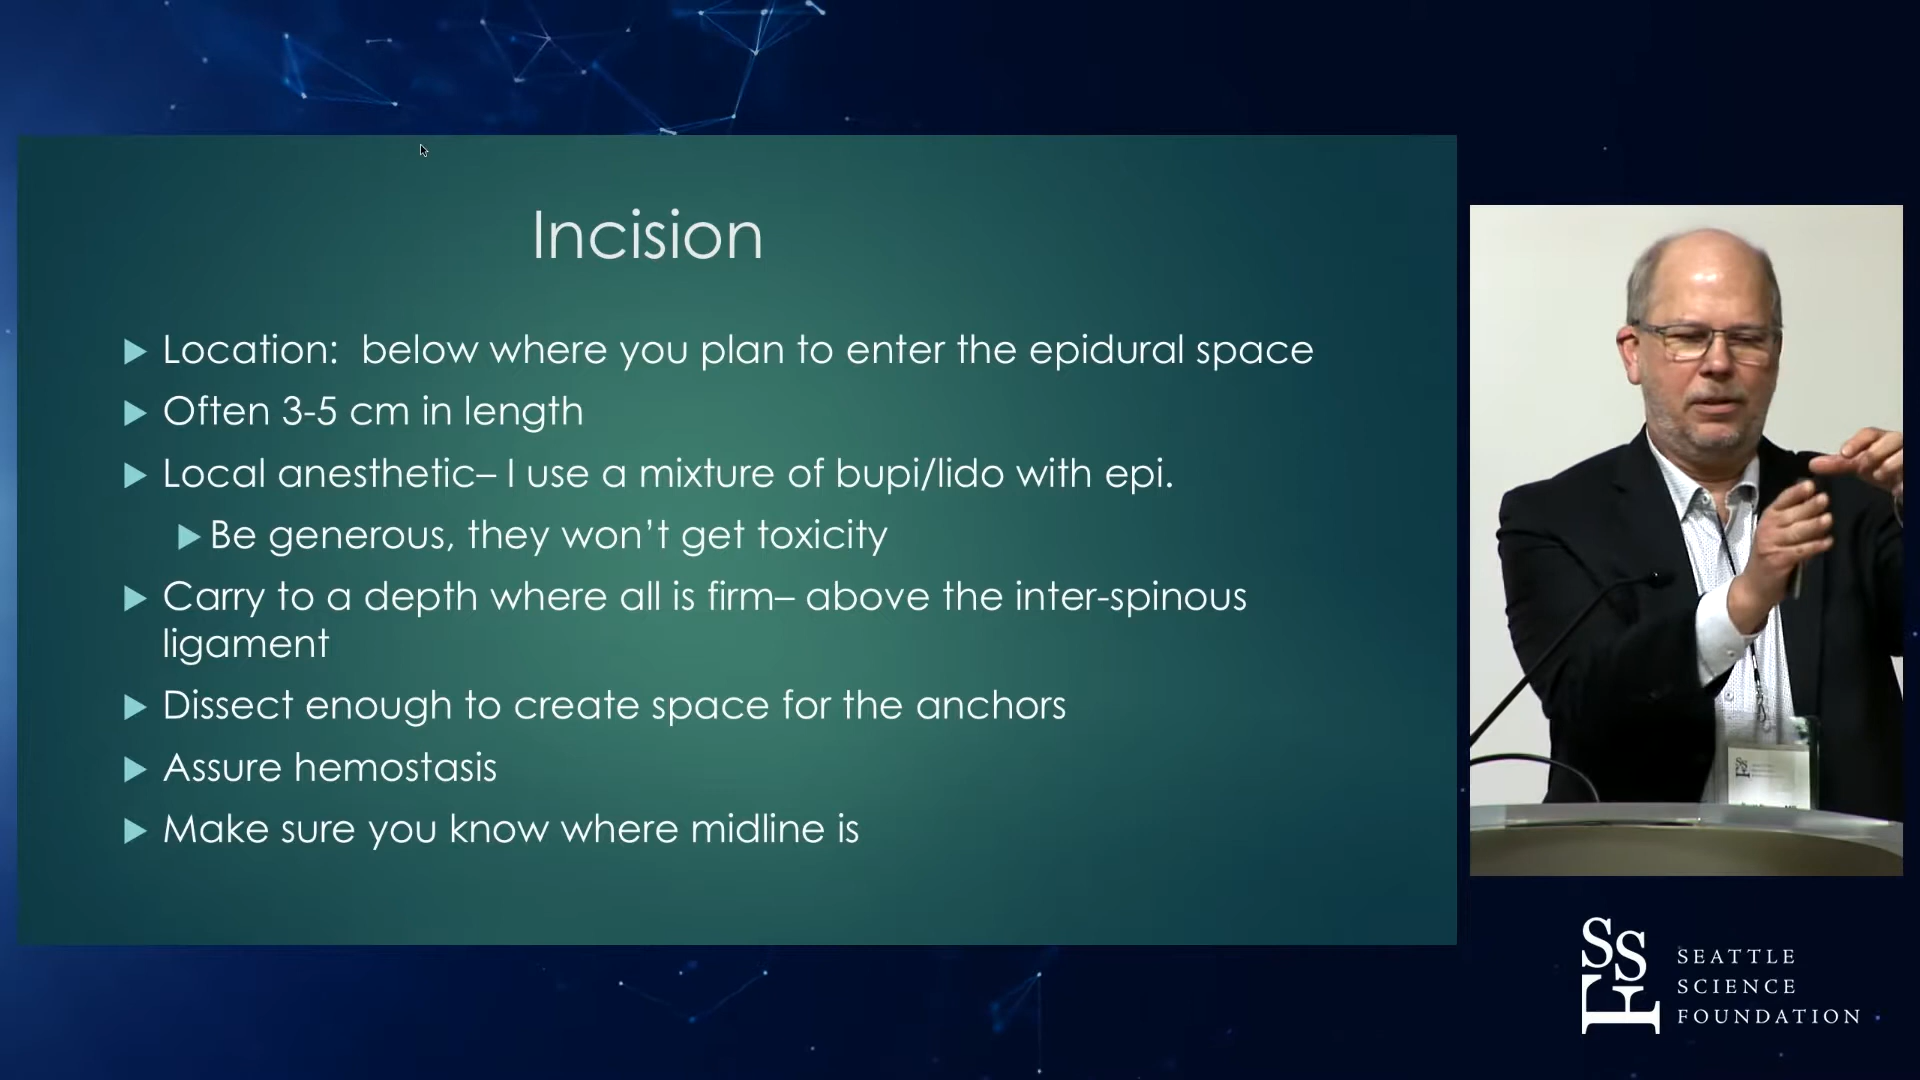 Incision
Location:  below where you plan to enter the epidural space
Often 3-5 cm in length
Local anesthetic– I use a mixture of bupi/lido with epi.
Be generous, they won’t get toxicity
Carry to a depth where all is firm– above the inter-spinous
ligament
Dissect enough to create space for the anchors
Assure hemostasis
Make sure you know where midline is
SSF
SEATTLE
SCIENCE
FOUNDATION